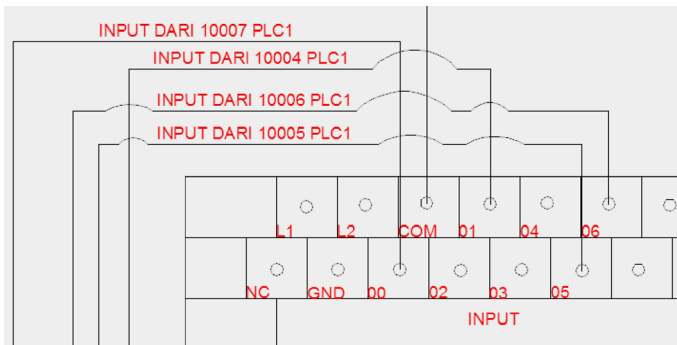 INPUT DARI 10007 PLC1
INPUT DARI 10004 PLC1
INPUT DARI 10006 PLC1
INPUT DARI 10005 PLC1
L1 L2 COM 01 04 06
NC GND 00 02 03 05
INPUT